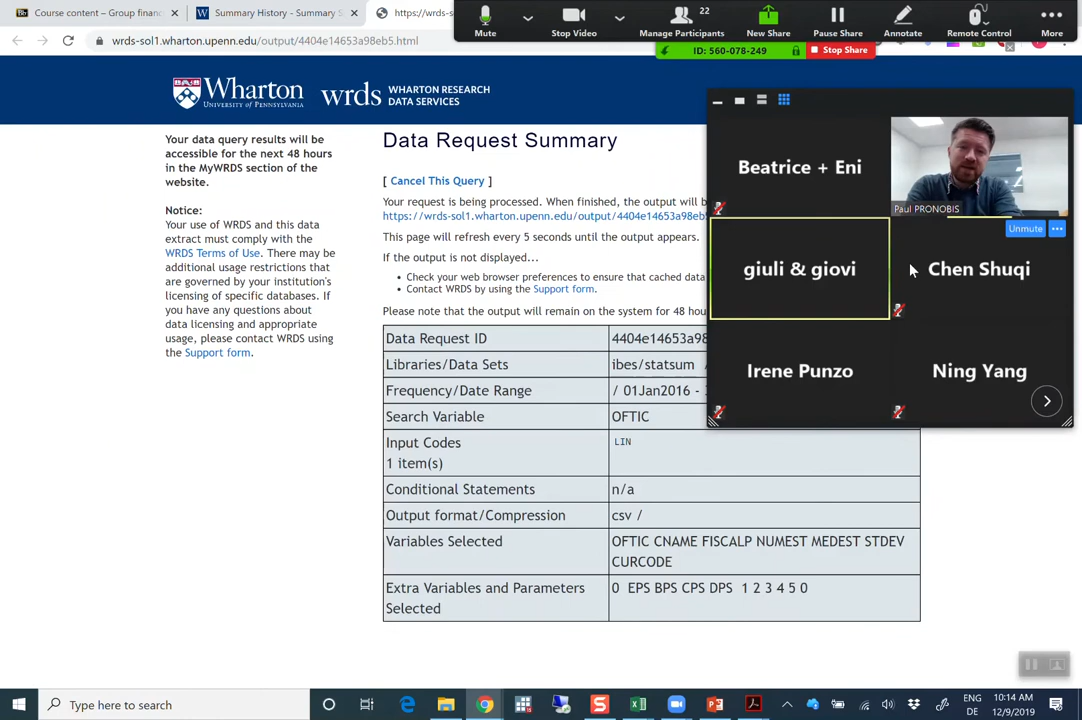 Course content – Group financ
Summary History - Summary S
https://wrds-s
wrds-sol1.wharton.upenn.edu/output/4404e14653a98eb5.html
Mute
Stop Video
22
Manage Participants
New Share
Pause Share
Annotate
Remote Control
More
ID: 560-078-249
Stop Share
Wharton
UNIVERSITY OF PENNSYLVANIA
wrds
WHARTON RESEARCH
DATA SERVICES
Your data query results will be
accessible for the next 48 hours
in the MyWRDS section of the
website.
Notice:
Your use of WRDS and this data
extract must comply with the
WRDS Terms of Use. There may be
additional usage restrictions that
are governed by your institution's
licensing of specific databases. If
you have any questions about
data licensing and appropriate
usage, please contact WRDS using
the Support form.
Data Request Summary
[ Cancel This Query ]
Your request is being processed. When finished, the output will b
https://wrds-sol1.wharton.upenn.edu/output/4404e14653a98eb5
This page will refresh every 5 seconds until the output appears.
If the output is not displayed...
Check your web browser preferences to ensure that cached data
Contact WRDS by using the Support form.
Please note that the output will remain on the system for 48 hou
Data Request ID 4404e14653a98
Libraries/Data Sets ibes/statsum /
Frequency/Date Range / 01Jan2016 -
Search Variable OFTIC
Input Codes LIN
1 item(s)
Conditional Statements n/a
Output format/Compression csv /
Variables Selected OFTIC CNAME FISCALP NUMEST MEDEST STDEV
CURCODE
Extra Variables and Parameters 0 EPS BPS CPS DPS 1 2 3 4 5 0
Selected
Beatrice + Eni
Paul PRONOBIS
Unmute
giuli & giovi
Chen Shuqi
Irene Punzo
Ning Yang
Type here to search
ENG
DE
10:14 AM
12/9/2019